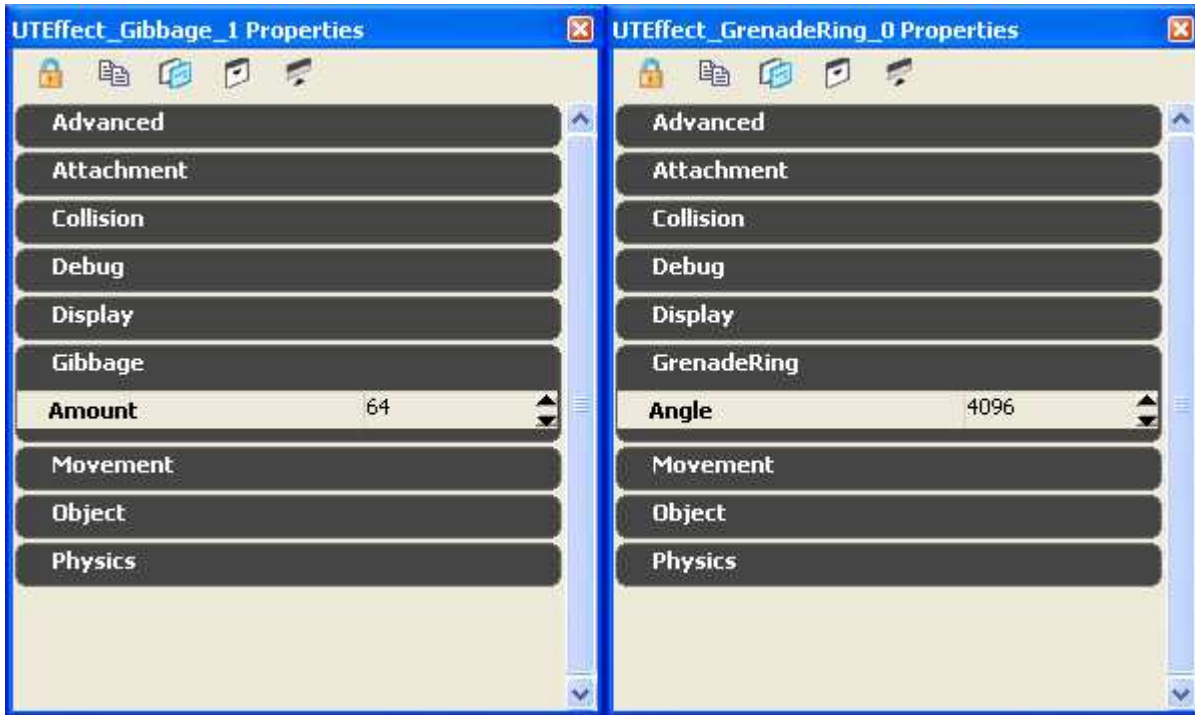 UTEffect_Gibbage_1 Properties
Advanced
Attachment
Collision
Debug
Display
Gibbage
Amount 64
Movement
Object
Physics
UTEffect_GrenadeRing_0 Properties
Advanced
Attachment
Collision
Debug
Display
GrenadeRing
Angle 4096
Movement
Object
Physics